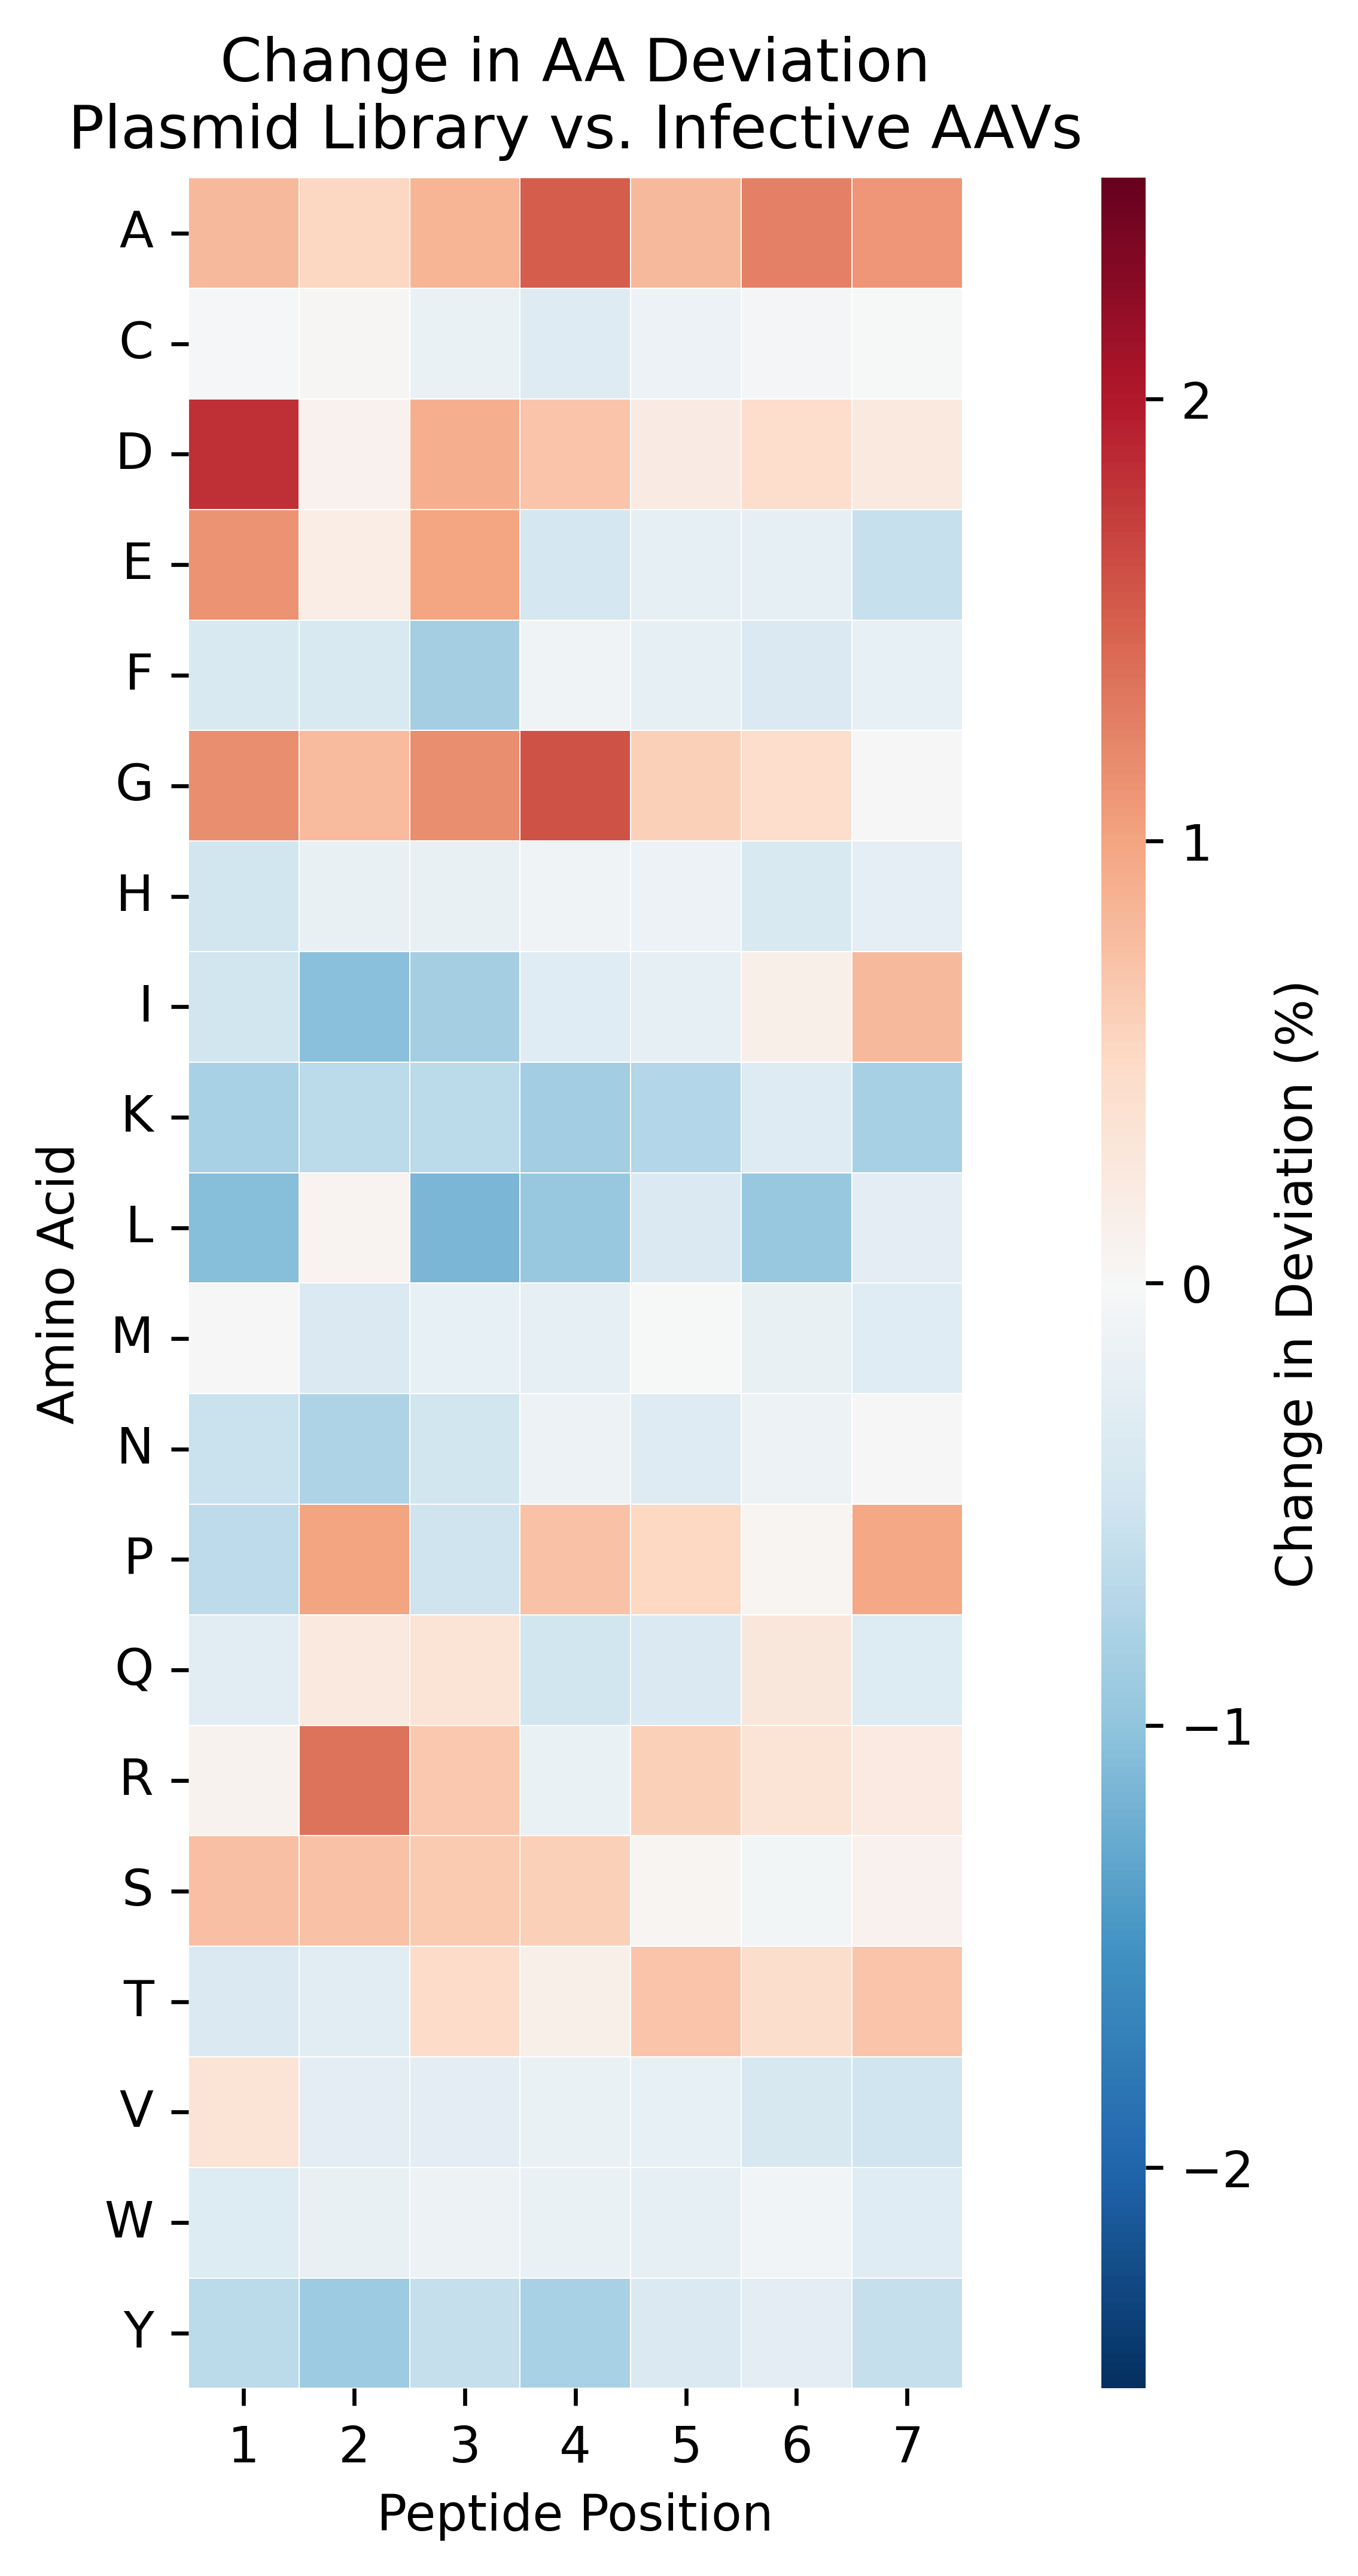 Change in AA Deviation
Plasmid Library vs. Infective AAVs
A
C
D
E
F
G
H
I
K
L
M
N
P
Q
R
S
T
V
W
Y
Amino Acid
1 2 3 4 5 6 7
Peptide Position
2
1
0
−1
−2
Change in Deviation (%)